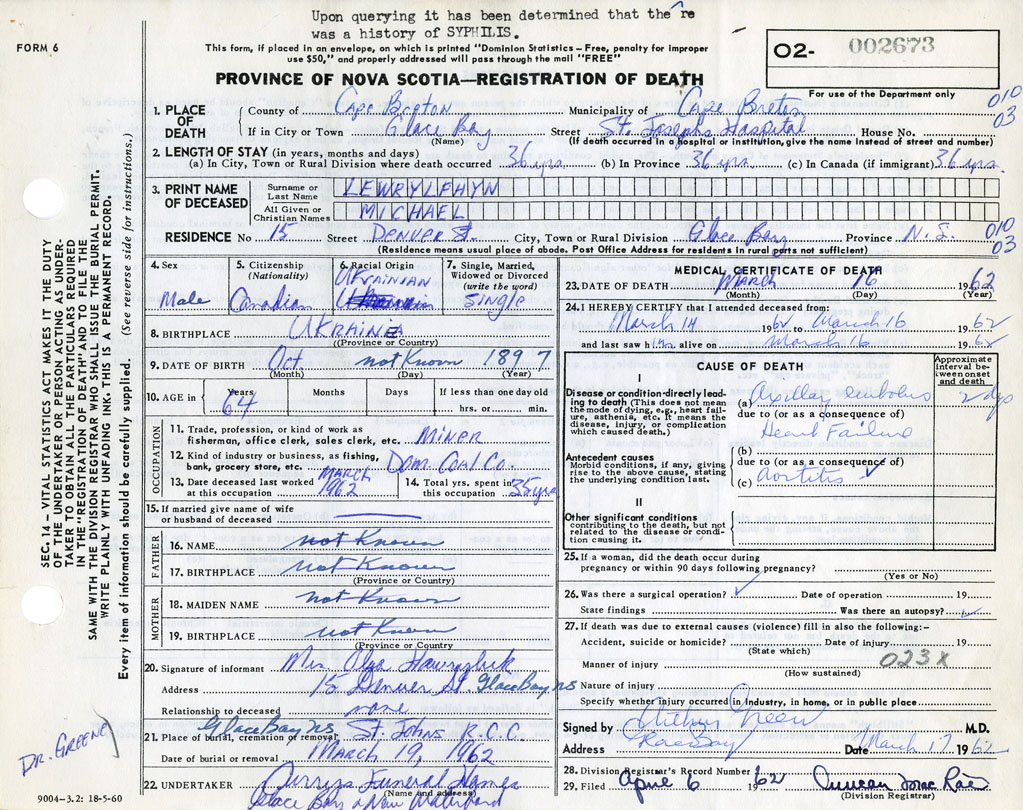 Upon querying it has been determined that there
was a history of SYPHILIS.
FORM 6
This form, if placed in an envelope, on which is printed "Dominion Statistics – Free, penalty for improper
use $50," and properly addressed will pass through the mail "FREE"
PROVINCE OF NOVA SCOTIA—REGISTRATION OF DEATH
O2- 002673
For use of the Department only
010
03
1. PLACE OF DEATH
County of Cape Breton Municipality of Cape Breton
If in City or Town Glace Bay Street St. Josephs Hospital House No.
(Name) (If death occurred in a hospital or institution, give the name instead of street and number)
2. LENGTH OF STAY (in years, months and days)
(a) In City, Town or Rural Division where death occurred 36 yrs. (b) In Province 36 yrs. (c) In Canada (if immigrant) 36 yrs.
3. PRINT NAME OF DECEASED
Surname or Last Name LEWRYLPHYN
All Given or Christian Names MICHAEL
010
03
RESIDENCE No 15 Street DENVER St. City, Town or Rural Division Glace Bay Province N.S.
(Residence means usual place of abode. Post Office Address for residents in rural parts not sufficient)
4. Sex Male
5. Citizenship (Nationality) Canadian
6. Racial Origin UKRAINIAN
7. Single, Married, Widowed or Divorced (write the word) Single
8. BIRTHPLACE UKRAINIA
(Province or Country)
9. DATE OF BIRTH Oct. not Known 1897
(Month) (Day) (Year)
10. AGE in Years 64 Months Days If less than one day old
hrs. or min.
OCCUPATION
11. Trade, profession, or kind of work as
fisherman, office clerk, sales clerk, etc. MINER
12. Kind of industry or business, as fishing,
bank, grocery store, etc. Dom. Coal Co.
13. Date deceased last worked at this occupation MARCH 1962
14. Total yrs. spent in this occupation 35 yrs
15. If married give name of wife
or husband of deceased
FATHER
16. NAME not Known
17. BIRTHPLACE not Known
(Province or Country)
MOTHER
18. MAIDEN NAME not Known
19. BIRTHPLACE not Known
(Province or Country)
20. Signature of informant Mrs Olga
Address 15 Denver St. Glace Bay NS
Relationship to deceased none
Glace Bay NS
21. Place of burial, cremation or removal St. Johns R.C.C.
Date of burial or removal MARCH 19, 1962
22. UNDERTAKER Curries Funeral Homes
(Name and address)
Glace Bay & New Waterford
9004-3.2: 18-5-60
MEDICAL CERTIFICATE OF DEATH
23. DATE OF DEATH March 16 1962
(Month) (Day) (Year)
24. I HEREBY CERTIFY that I attended deceased from:
March 14 1962 to March 16 1962
and last saw him alive on March 16 1962
CAUSE OF DEATH
Approximate interval between onset and death
I
Disease or condition-directly leading to death (This does not mean the mode of dying, e.g., heart failure, asthenia, etc. It means the disease, injury, or complication which caused death.)
(a) Axillar embolus 2 dys
due to (or as a consequence of)
Heart Failure
Antecedent causes
Morbid conditions, if any, giving rise to the above cause, stating the underlying condition last.
(b)
due to (or as a consequence of)
(c) Aortitis ✓
II
Other significant conditions
contributing to the death, but not related to the disease or condition causing it.
25. If a woman, did the death occur during
pregnancy or within 90 days following pregnancy?
(Yes or No)
26. Was there a surgical operation? ✓ Date of operation 19
State findings Was there an autopsy?
27. If death was due to external causes (violence) fill in also the following:–
Accident, suicide or homicide? Date of injury 19
(State which)
Manner of injury 023X
(How sustained)
Nature of injury
Specify whether injury occurred in industry, in home, or in public place
Signed by Arthur Green M.D.
Address Glace Bay Date March 17 1962
28. Division Registrar's Record Number 62
29. Filed April 6 1962 Duncan MacRae
(Division Registrar)
SEC. 14 – VITAL STATISTICS ACT MAKES IT THE DUTY
OF THE UNDERTAKER OR PERSON ACTING AS UNDER-
TAKER TO OBTAIN ALL THE PARTICULARS REQUIRED
IN THE "REGISTRATION OF DEATH" AND TO FILE THE
SAME WITH THE DIVISION REGISTRAR WHO SHALL ISSUE THE BURIAL PERMIT.
WRITE PLAINLY WITH UNFADING INK. THIS IS A PERMANENT RECORD.
Every item of information should be carefully supplied. (See reverse side for instructions.)
DR. GREENE